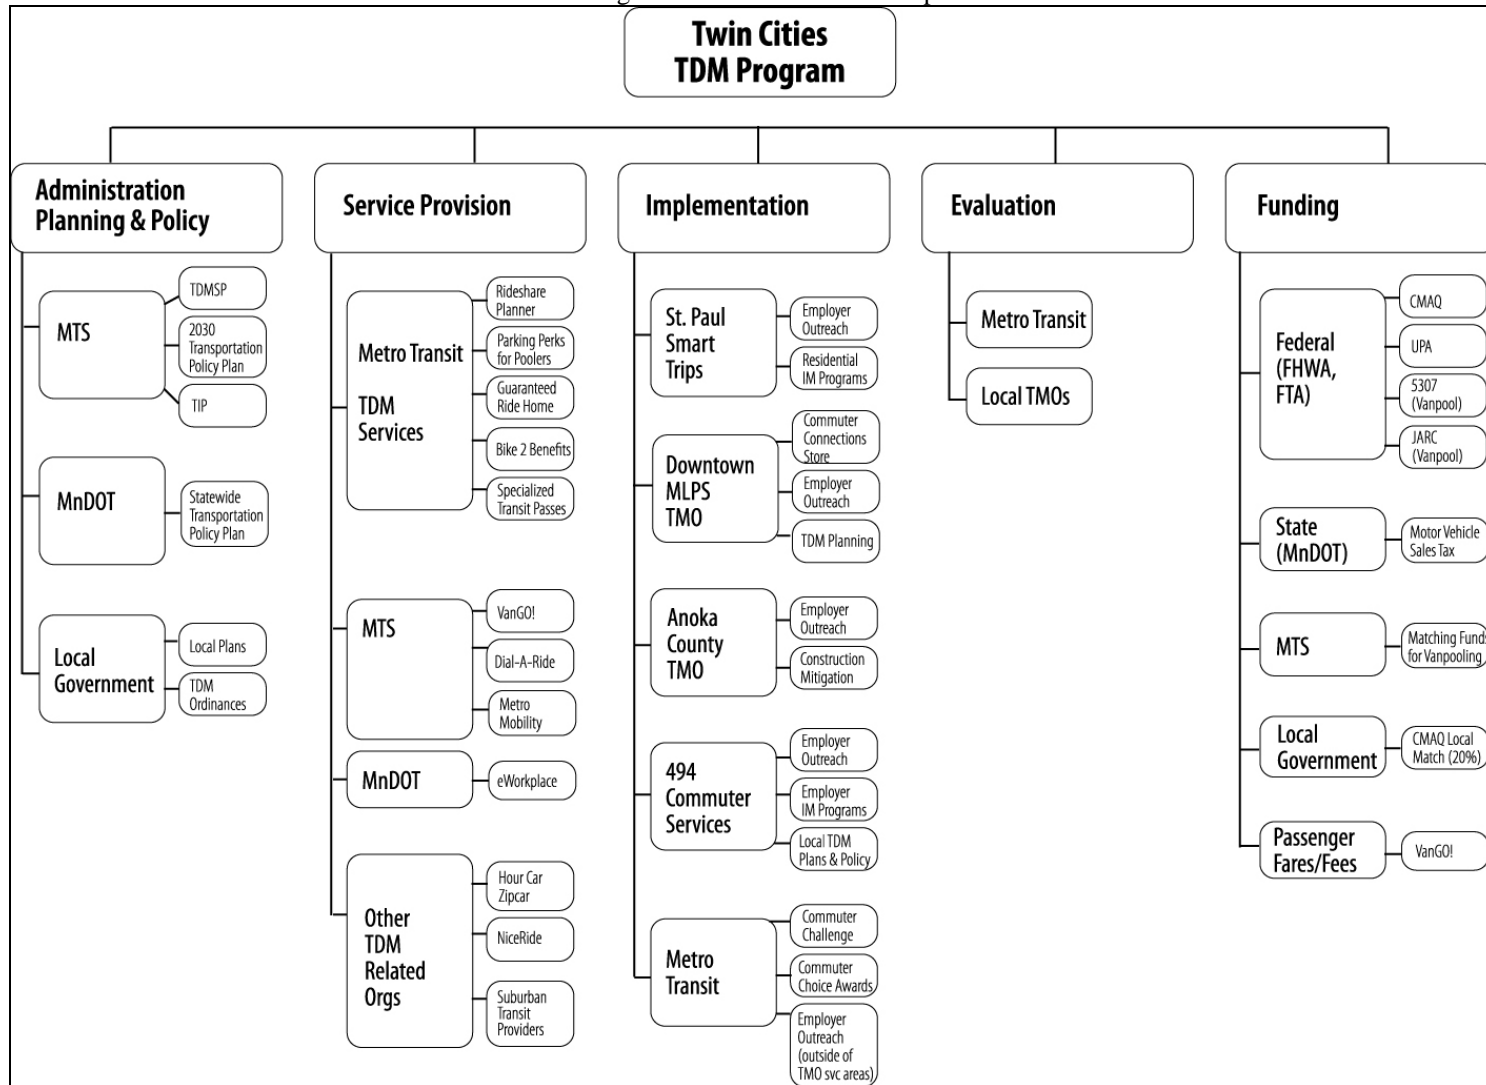 Twin Cities
TDM Program
Administration
Planning & Policy
MTS
TDMSP
2030
Transportation
Policy Plan
TIP
MnDOT
Statewide
Transportation
Policy Plan
Local
Government
Local Plans
TDM
Ordinances
Service Provision
Metro Transit
TDM
Services
Rideshare
Planner
Parking Perks
for Poolers
Guaranteed
Ride Home
Bike 2 Benefits
Specialized
Transit Passes
MTS
VanGO!
Dial-A-Ride
Metro
Mobility
MnDOT
eWorkplace
Other
TDM
Related
Orgs
Hour Car
Zipcar
NiceRide
Suburban
Transit
Providers
Implementation
St. Paul
Smart
Trips
Employer
Outreach
Residential
IM Programs
Downtown
MLPS
TMO
Commuter
Connections
Store
Employer
Outreach
TDM Planning
Anoka
County
TMO
Employer
Outreach
Construction
Mitigation
494
Commuter
Services
Employer
Outreach
Employer
IM Programs
Local TDM
Plans & Policy
Metro
Transit
Commuter
Challenge
Commuter
Choice Awards
Employer
Outreach
(outside of
TMO svc areas)
Evaluation
Metro Transit
Local TMOs
Funding
Federal
(FHWA,
FTA)
CMAQ
UPA
5307
(Vanpool)
JARC
(Vanpool)
State
(MnDOT)
Motor Vehicle
Sales Tax
MTS
Matching Funds
for Vanpooling
Local
Government
CMAQ Local
Match (20%)
Passenger
Fares/Fees
VanGO!